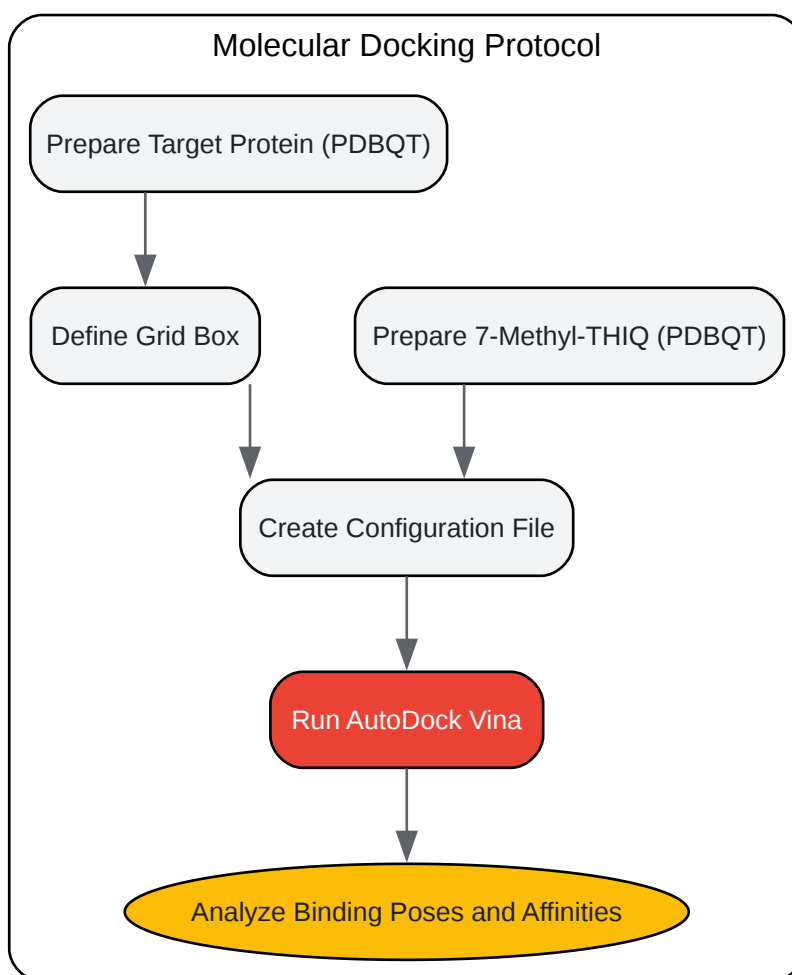 Molecular Docking Protocol
Prepare Target Protein (PDBQT)
Define Grid Box
Prepare 7-Methyl-THIQ (PDBQT)
Create Configuration File
Run AutoDock Vina
Analyze Binding Poses and Affinities